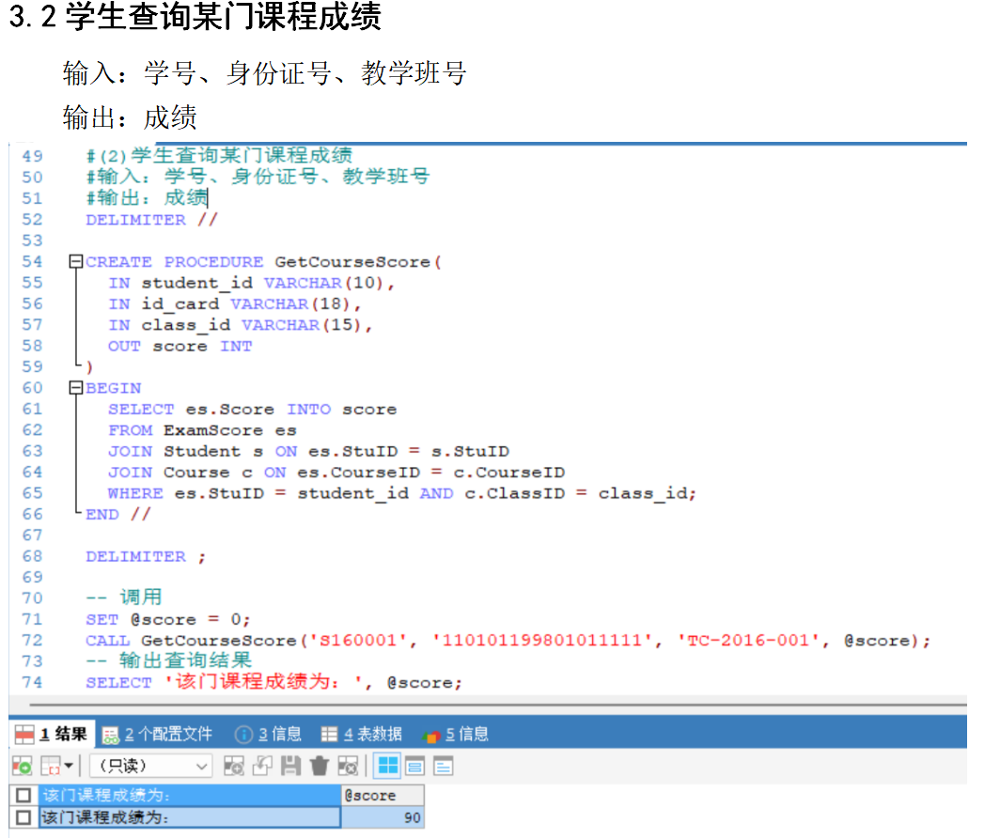 3.2 学生查询某门课程成绩
输入：学号、身份证号、教学班号
输出：成绩
49 #(2)学生查询某门课程成绩
50 #输入：学号、身份证号、教学班号
51 #输出：成绩
52 DELIMITER //
53
54 CREATE PROCEDURE GetCourseScore(
55 IN student_id VARCHAR(10),
56 IN id_card VARCHAR(18),
57 IN class_id VARCHAR(15),
58 OUT score INT
59 )
60 BEGIN
61 SELECT es.Score INTO score
62 FROM ExamScore es
63 JOIN Student s ON es.StuID = s.StuID
64 JOIN Course c ON es.CourseID = c.CourseID
65 WHERE es.StuID = student_id AND c.ClassID = class_id;
66 END //
67
68 DELIMITER ;
69
70 -- 调用
71 SET @score = 0;
72 CALL GetCourseScore('S160001', '110101199801011111', 'TC-2016-001', @score);
73 -- 输出查询结果
74 SELECT '该门课程成绩为：', @score;
1 结果 2 个配置文件 3 信息 4 表数据 5 信息
（只读）
该门课程成绩为： @score
该门课程成绩为： 90